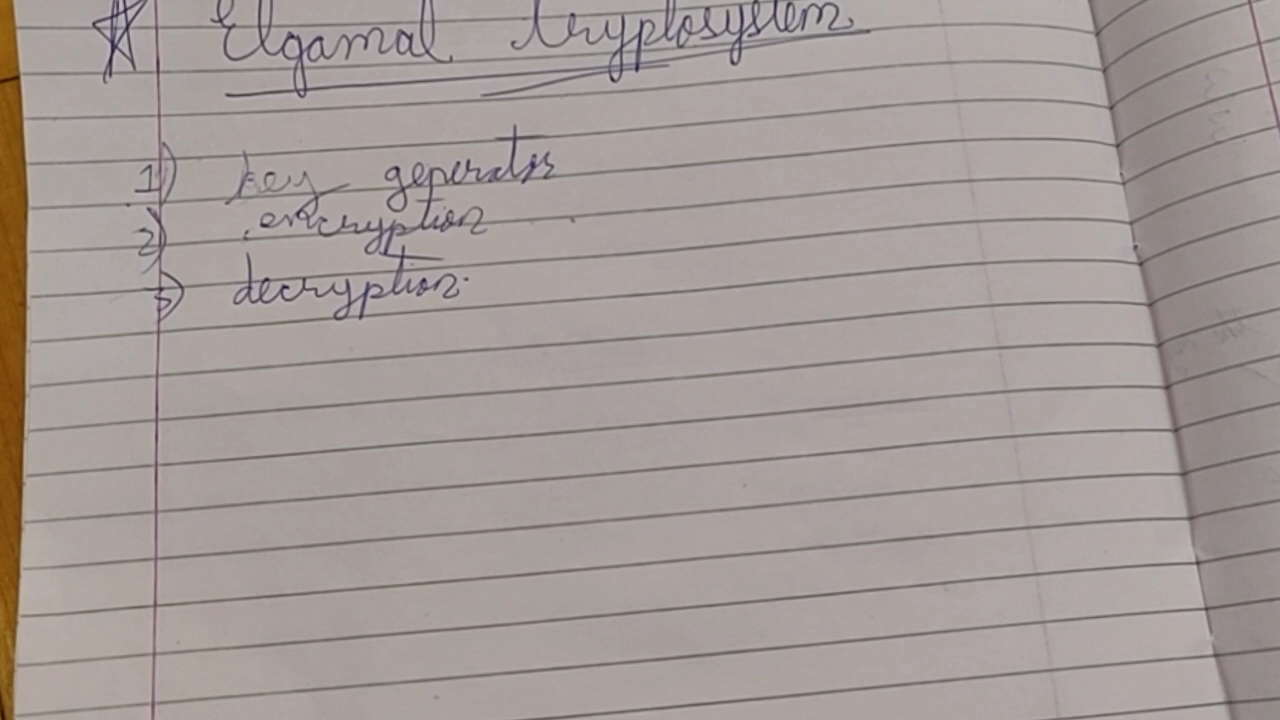 ☆ Elgamal Cryptosystem
1) key generator
2) encryption
3) decryption.